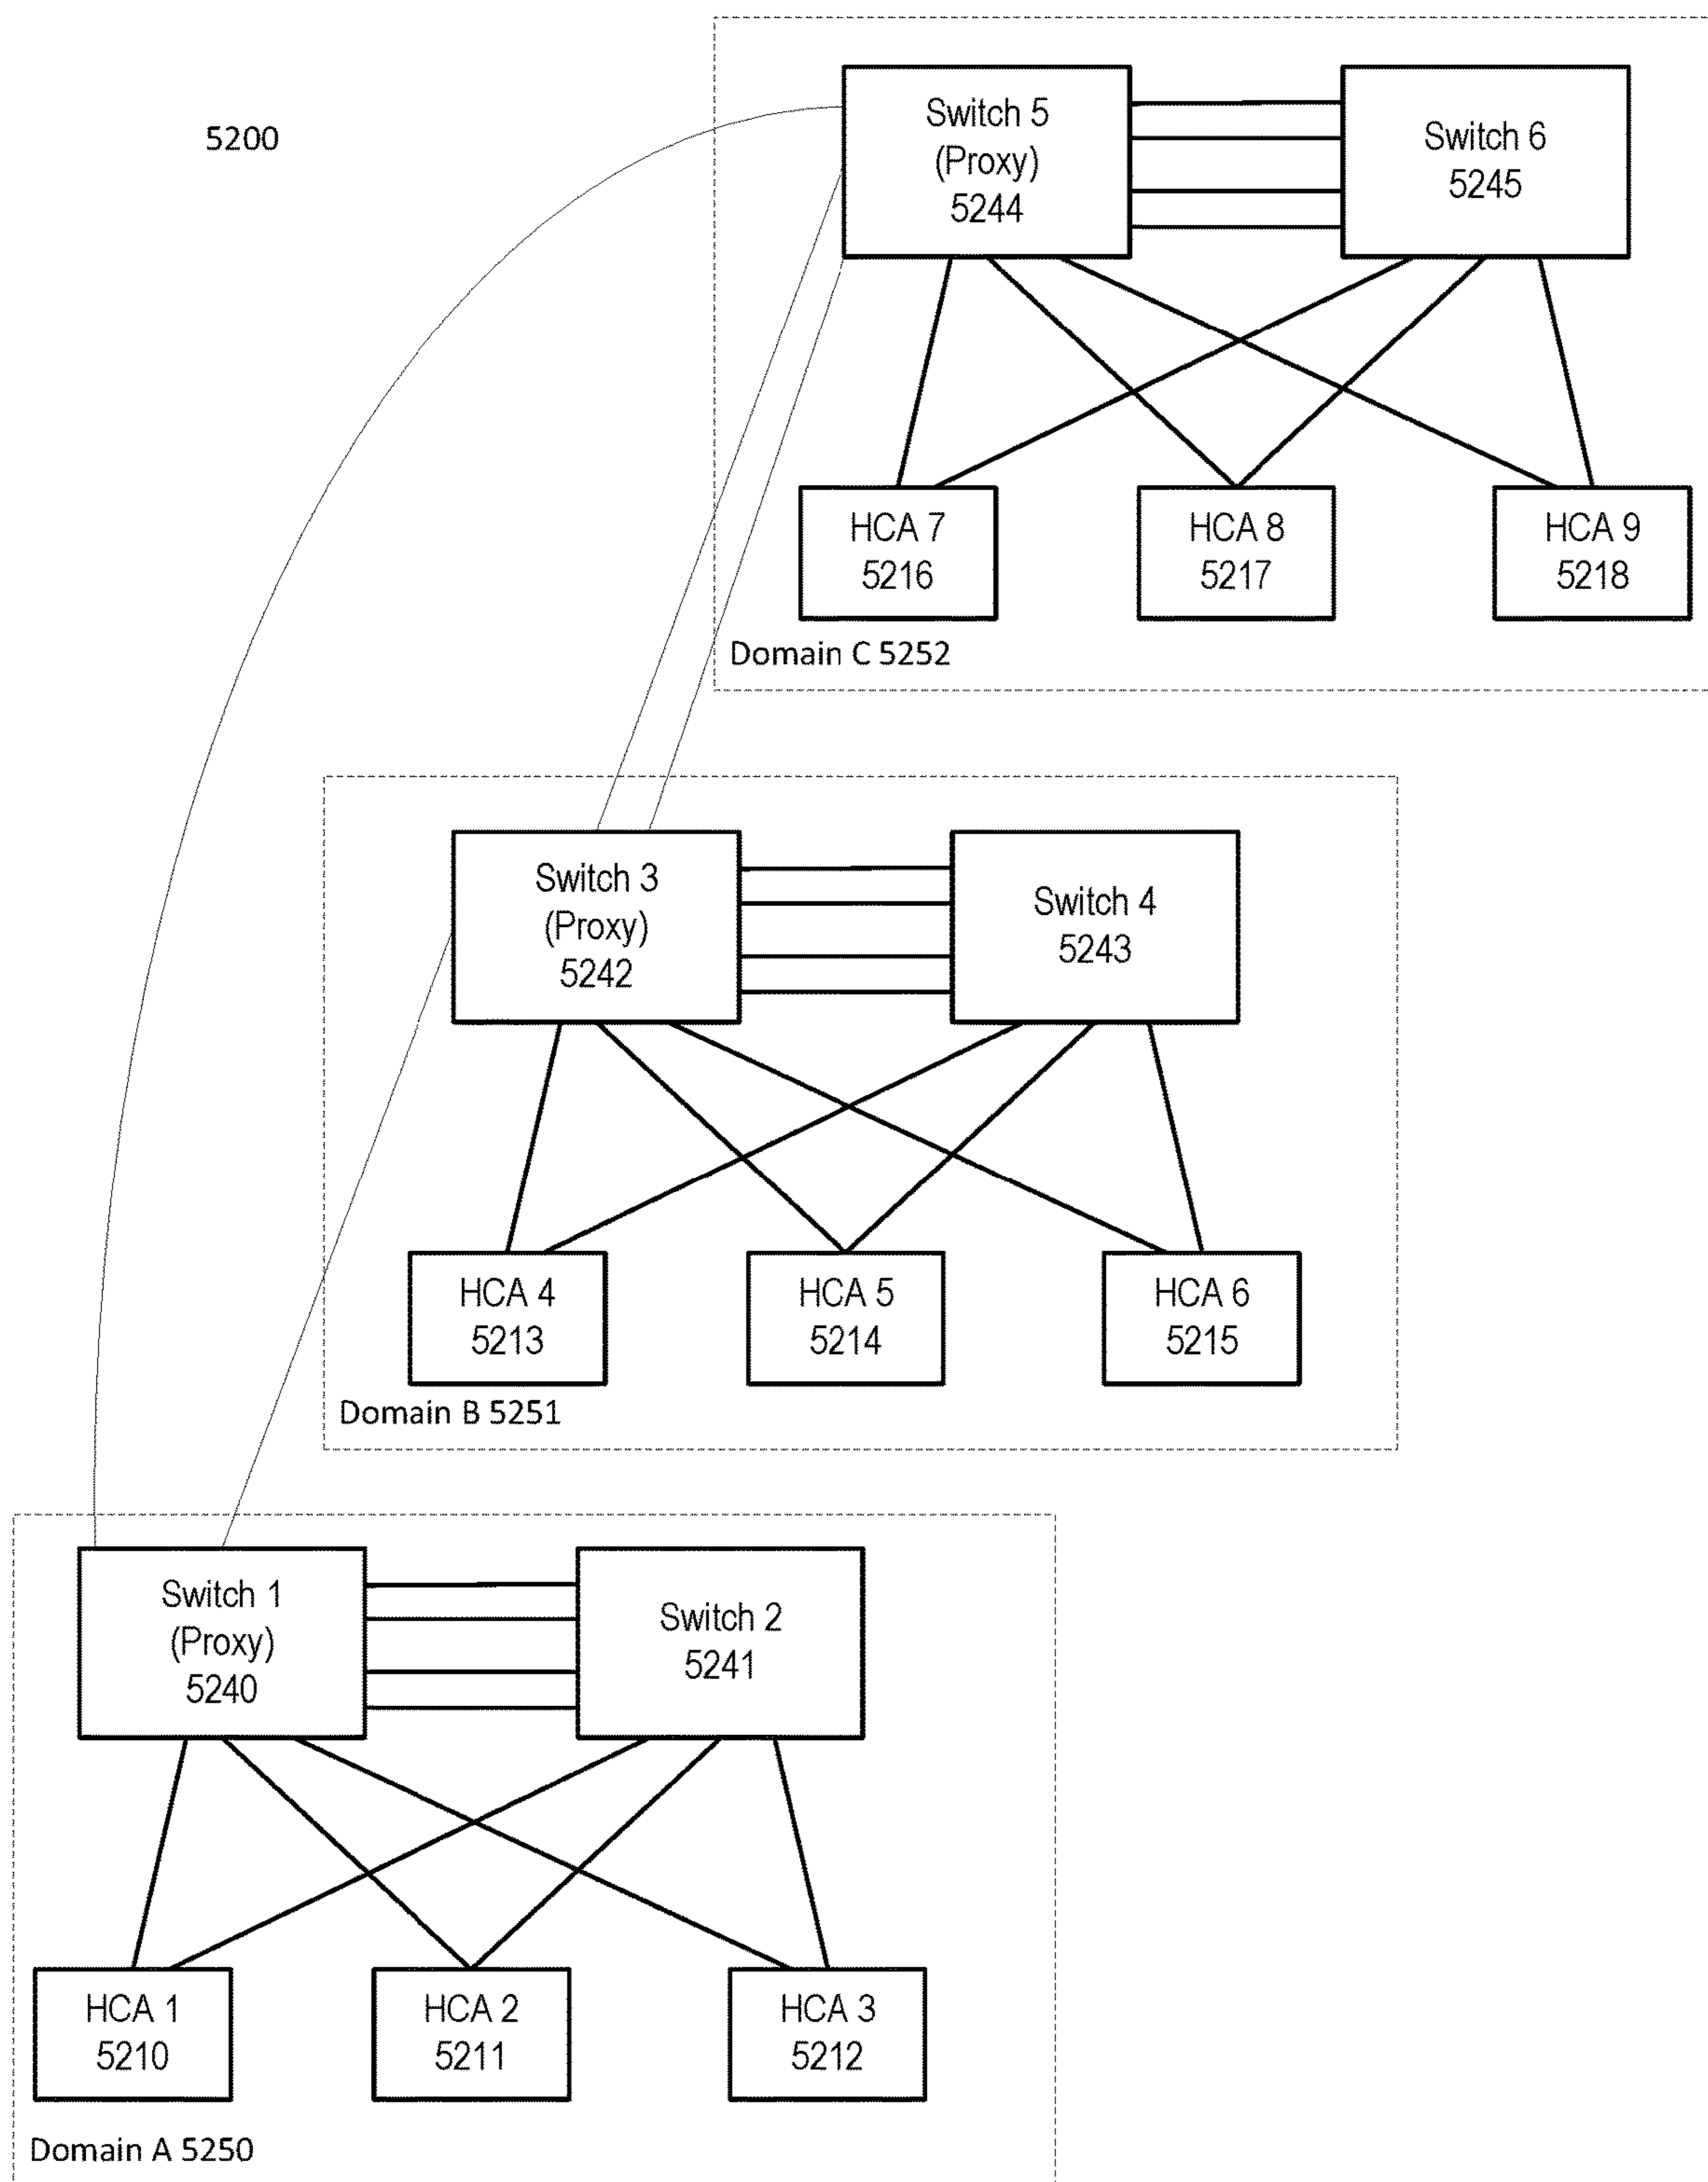 5200
Switch 5
(Proxy)
5244
Switch 6
5245
HCA 7
5216
HCA 8
5217
HCA 9
5218
Domain C 5252
Switch 3
(Proxy)
5242
Switch 4
5243
HCA 4
5213
HCA 5
5214
HCA 6
5215
Domain B 5251
Switch 1
(Proxy)
5240
Switch 2
5241
HCA 1
5210
HCA 2
5211
HCA 3
5212
Domain A 5250